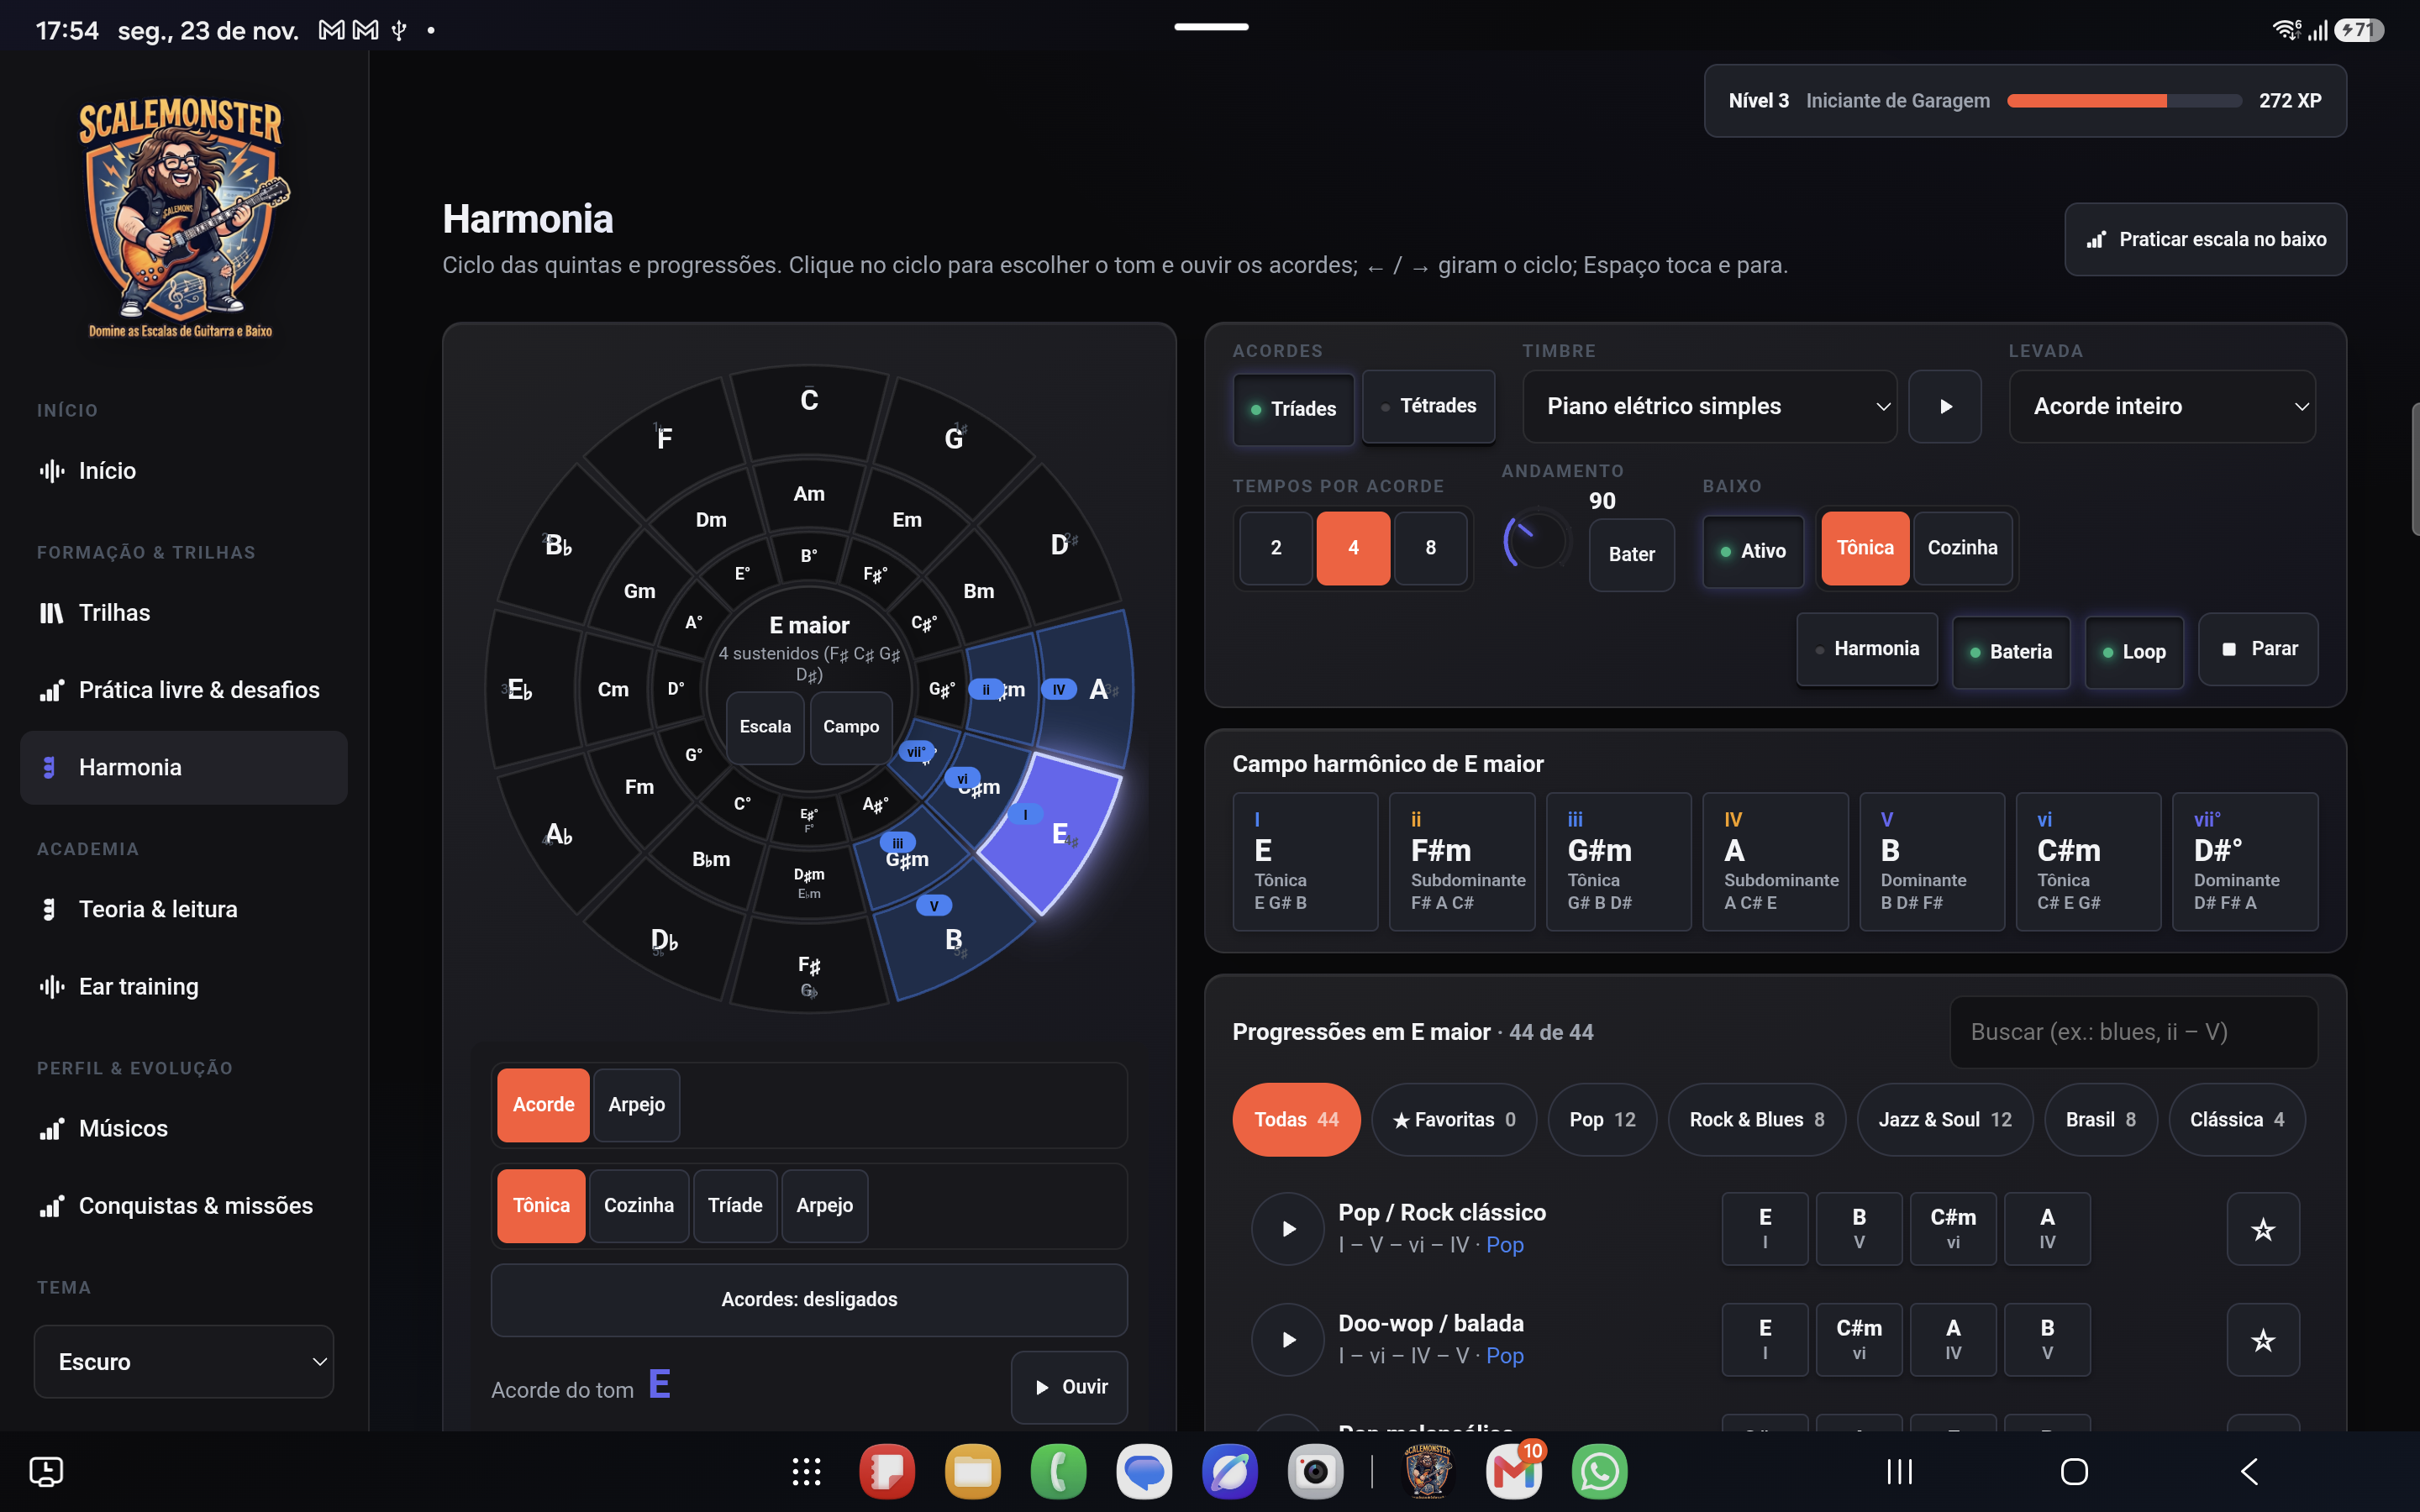 17:54 seg., 23 de nov.
71
SCALEMONSTER
Domine as Escalas de Guitarra e Baixo
INÍCIO
Início
FORMAÇÃO & TRILHAS
Trilhas
Prática livre & desafios
Harmonia
ACADEMIA
Teoria & leitura
Ear training
PERFIL & EVOLUÇÃO
Músicos
Conquistas & missões
TEMA
Escuro
Nível 3 Iniciante de Garagem 272 XP
Harmonia
Ciclo das quintas e progressões. Clique no ciclo para escolher o tom e ouvir os acordes; ← / → giram o ciclo; Espaço toca e para.
Praticar escala no baixo
C
F
G
Am
Dm
Em
B♭
D
B°
E°
F♯°
Gm
Bm
A°
C♯°
E maior
4 sustenidos (F♯ C♯ G♯
D♯)
E♭
Cm
D°
G♯°
ii
IV
A
Escala
Campo
G°
vii°
vi
Fm
C°
E♯°
F°
A♯°
I
A♭
E
iii
B♭m
G♯m
D♯m
E♭m
V
D♭
B
F♯
G♭
Acorde
Arpejo
Tônica
Cozinha
Tríade
Arpejo
Acordes: desligados
Acorde do tom E
Ouvir
ACORDES
Tríades
Tétrades
TIMBRE
Piano elétrico simples
LEVADA
Acorde inteiro
TEMPOS POR ACORDE
2
4
8
ANDAMENTO
90
Bater
BAIXO
Ativo
Tônica
Cozinha
Harmonia
Bateria
Loop
Parar
Campo harmônico de E maior
I
E
Tônica
E G# B
ii
F#m
Subdominante
F# A C#
iii
G#m
Tônica
G# B D#
IV
A
Subdominante
A C# E
V
B
Dominante
B D# F#
vi
C#m
Tônica
C# E G#
vii°
D#°
Dominante
D# F# A
Progressões em E maior · 44 de 44
Buscar (ex.: blues, ii – V)
Todas 44
★ Favoritas 0
Pop 12
Rock & Blues 8
Jazz & Soul 12
Brasil 8
Clássica 4
Pop / Rock clássico
I – V – vi – IV · Pop
E
I
B
V
C#m
vi
A
IV
Doo-wop / balada
I – vi – IV – V · Pop
E
I
C#m
vi
A
IV
B
V
10